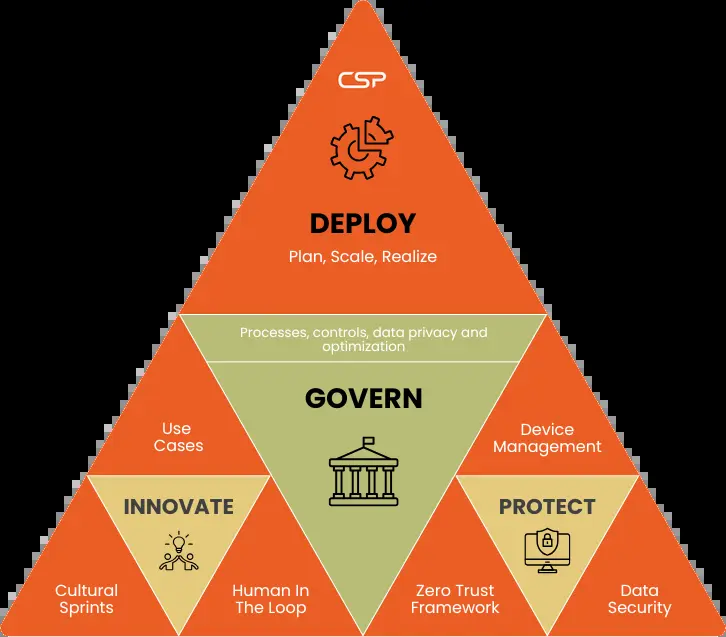 CSP
DEPLOY
Plan, Scale, Realize
Processes, controls, data privacy and
optimization
GOVERN
Use
Cases
Device
Management
INNOVATE
PROTECT
Cultural
Sprints
Human In
The Loop
Zero Trust
Framework
Data
Security